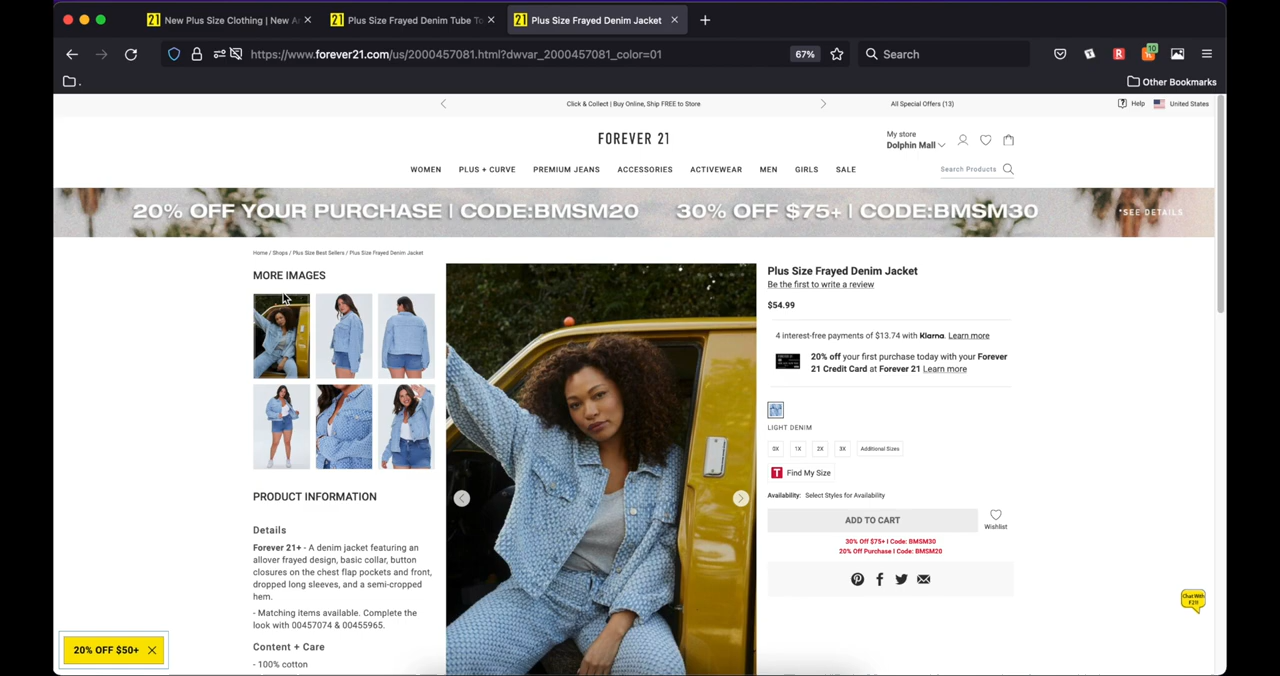 New Plus Size Clothing | New A
Plus Size Frayed Denim Tube To
Plus Size Frayed Denim Jacket
https://www.forever21.com/us/2000457081.html?dwvar_2000457081_color=01
67%
Search
10
Other Bookmarks
Click & Collect | Buy Online, Ship FREE to Store
All Special Offers (13)
Help
United States
FOREVER 21
My store
Dolphin Mall
WOMEN PLUS + CURVE PREMIUM JEANS ACCESSORIES ACTIVEWEAR MEN GIRLS SALE
Search Products
20% OFF YOUR PURCHASE | CODE:BMSM20 30% OFF $75+ | CODE:BMSM30
*SEE DETAILS
Home / Shops / Plus Size Best Sellers / Plus Size Frayed Denim Jacket
MORE IMAGES
PRODUCT INFORMATION
Details
Forever 21+ - A denim jacket featuring an
allover frayed design, basic collar, button
closures on the chest flap pockets and front,
dropped long sleeves, and a semi-cropped
hem.
- Matching items available. Complete the
look with 00457074 & 00455965.
Content + Care
- 100% cotton
Plus Size Frayed Denim Jacket
Be the first to write a review
$54.99
4 interest-free payments of $13.74 with Klarna. Learn more
20% off your first purchase today with your Forever
21 Credit Card at Forever 21 Learn more
LIGHT DENIM
0X 1X 2X 3X Additional Sizes
T Find My Size
Availability: Select Styles for Availability
ADD TO CART
Wishlist
30% Off $75+ | Code: BMSM30
20% Off Purchase | Code: BMSM20
Chat With
F21!
20% OFF $50+